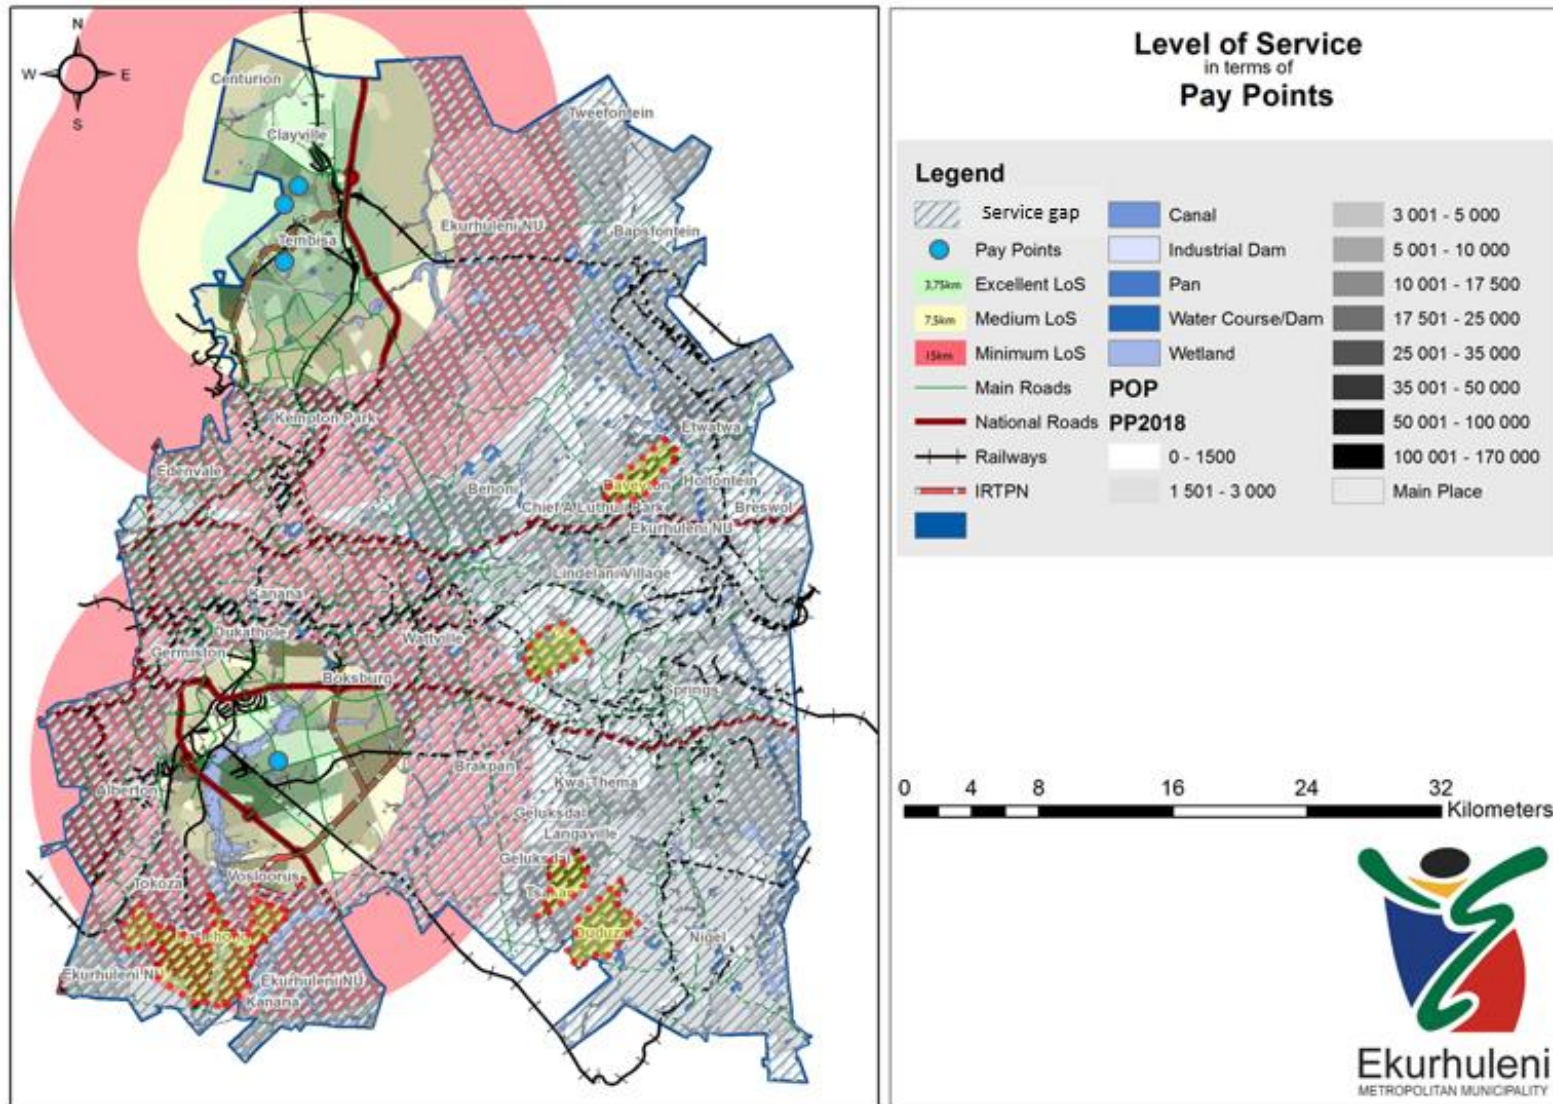 N
W
E
S
Centurion
Clayville
Tweefontein
Ekurhuleni NU
Bapsfontein
Tembisa
Kempton Park
Etwatwa
Edenvale
Benoni
Holfontein
Chief A Luthuli Park
Breswol
Ekurhuleni NU
Lindelani Village
Kanana
Dukathole
Wattville
Germiston
Boksburg
Springs
Brakpan
Alberton
Kwa-Thema
Geluksdal
Langaville
Geluksdal
Tokoza
Vosloorus
Nigel
Ekurhuleni NU
Kanana
Level of Service
in terms of
Pay Points
Legend
Service gap
Pay Points
3,75km Excellent LoS
7.5km Medium LoS
15km Minimum LoS
Main Roads
National Roads
Railways
IRTPN
Canal
Industrial Dam
Pan
Water Course/Dam
Wetland
POP
PP2018
0 - 1500
1 501 - 3 000
3 001 - 5 000
5 001 - 10 000
10 001 - 17 500
17 501 - 25 000
25 001 - 35 000
35 001 - 50 000
50 001 - 100 000
100 001 - 170 000
Main Place
0 4 8 16 24 32
Kilometers
Ekurhuleni
METROPOLITAN MUNICIPALITY